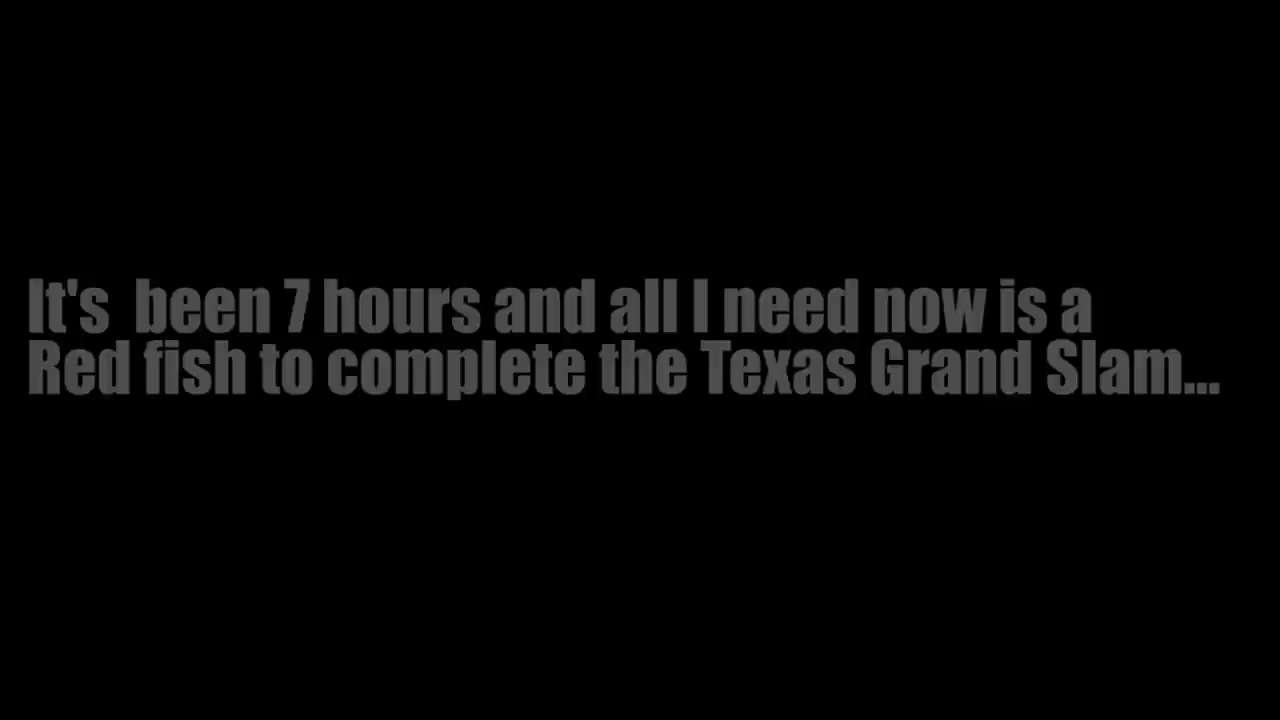 It's  been 7 hours and all I need now is a
Red fish to complete the Texas Grand Slam...